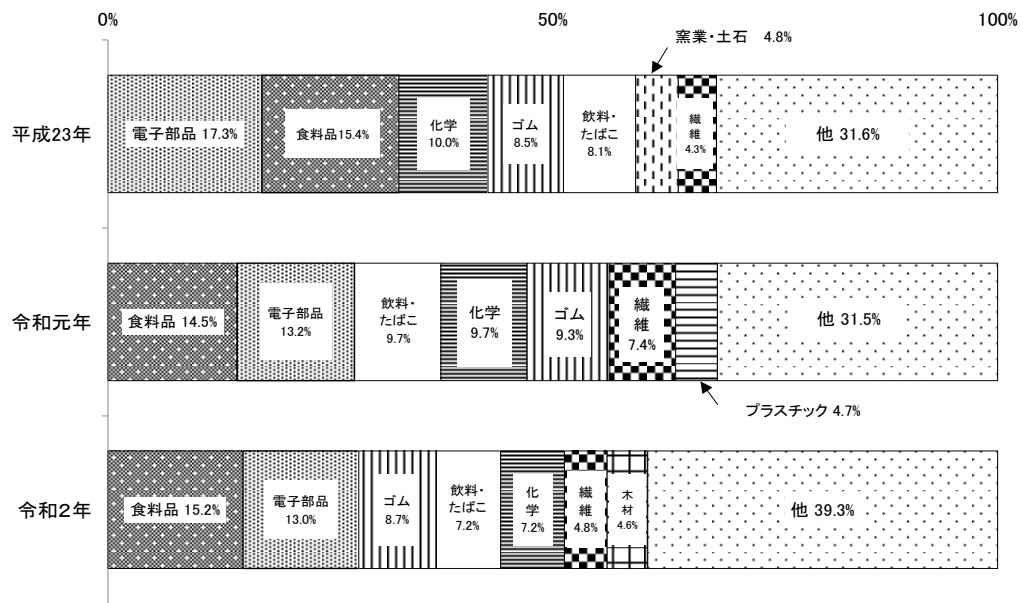 0%
50%
100%
窯業・土石 4.8%
平成23年
電子部品 17.3%
食料品15.4%
化学
10.0%
ゴム
8.5%
飲料・
たばこ
8.1%
繊
維
4.3%
他 31.6%
令和元年
食料品 14.5%
電子部品
13.2%
飲料・
たばこ
9.7%
化学
9.7%
ゴム
9.3%
繊
維
7.4%
他 31.5%
プラスチック 4.7%
令和2年
食料品 15.2%
電子部品
13.0%
ゴム
8.7%
飲料・
たばこ
7.2%
化
学
7.2%
繊
維
4.8%
木
材
4.6%
他 39.3%